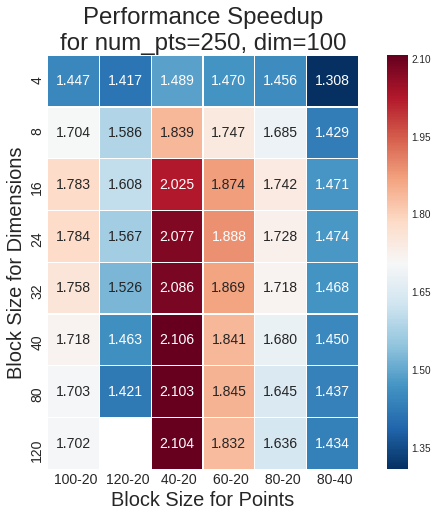 Performance Speedup
for num_pts=250, dim=100
Block Size for Dimensions
4 1.447 1.417 1.489 1.470 1.456 1.308
8 1.704 1.586 1.839 1.747 1.685 1.429
16 1.783 1.608 2.025 1.874 1.742 1.471
24 1.784 1.567 2.077 1.888 1.728 1.474
32 1.758 1.526 2.086 1.869 1.718 1.468
40 1.718 1.463 2.106 1.841 1.680 1.450
80 1.703 1.421 2.103 1.845 1.645 1.437
120 1.702 2.104 1.832 1.636 1.434
100-20 120-20 40-20 60-20 80-20 80-40
Block Size for Points
2.10
1.95
1.80
1.65
1.50
1.35